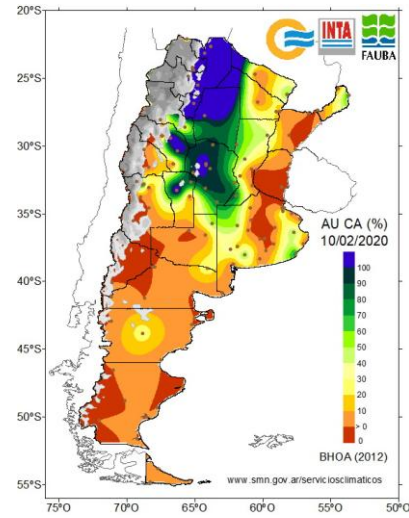 20°S
25°S
30°S
35°S
40°S
45°S
50°S
55°S
INTA
FAUBA
AU CA (%)
10/02/2020
100
90
80
70
60
50
40
30
20
10
> 0
0
BHOA (2012)
www.smn.gov.ar/serviciosclimaticos
75°O
70°O
65°O
60°O
55°O